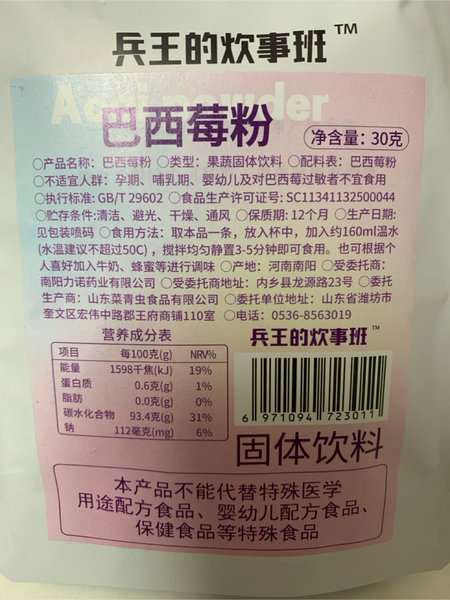 兵王的炊事班™
Acai powder
巴西莓粉
净含量：30克
○产品名称：巴西莓粉 ○类型：果蔬固体饮料 ○配料表：巴西莓粉
○不适宜人群：孕期、哺乳期、婴幼儿及对巴西莓过敏者不宜食用
○执行标准：GB/T 29602 ○食品生产许可证号：SC11341132500044
○贮存条件：清洁、避光、干燥、通风 ○保质期：12个月 ○生产日期：
见包装喷码 ○食用方法：取本品一条，放入杯中，加入约160ml温水
(水温建议不超过50C)，搅拌均匀静置3-5分钟即可食用。也可根据个
人喜好加入牛奶、蜂蜜等进行调味 ○产地：河南南阳 ○受委托商：
南阳力诺药业有限公司 ○受委托商地址：内乡县龙源路23号 ○委托
生产商：山东菜青虫食品有限公司 ○委托单位地址：山东省潍坊市
奎文区宏伟中路郡王府商铺110室 ○电话：0536-8563019
营养成分表
项目 每100克(g) NRV%
能量 1598千焦(kJ) 19%
蛋白质 0.6克(g) 1%
脂肪 0.0克(g) 0%
碳水化合物 93.4克(g) 31%
钠 112毫克(mg) 6%
兵王的炊事班™
6 971094 723011
固体饮料
本产品不能代替特殊医学
用途配方食品、婴幼儿配方食品、
保健食品等特殊食品